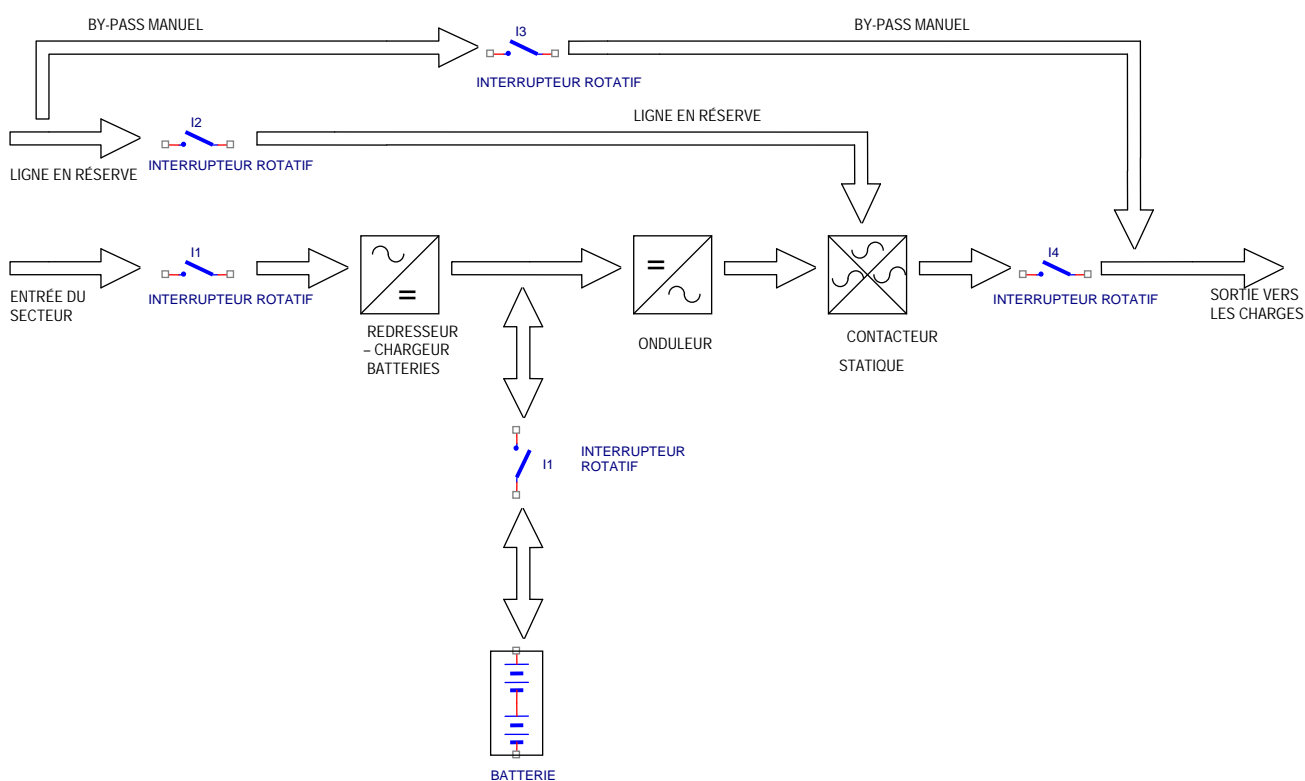 BY-PASS MANUEL
I3
BY-PASS MANUEL
INTERRUPTEUR ROTATIF
I2
LIGNE EN RÉSERVE
LIGNE EN RÉSERVE
INTERRUPTEUR ROTATIF
I1
I4
ENTRÉE DU
SECTEUR
INTERRUPTEUR ROTATIF
INTERRUPTEUR ROTATIF
SORTIE VERS
LES CHARGES
REDRESSEUR
– CHARGEUR
BATTERIES
ONDULEUR
CONTACTEUR
STATIQUE
I1
INTERRUPTEUR
ROTATIF
BATTERIE